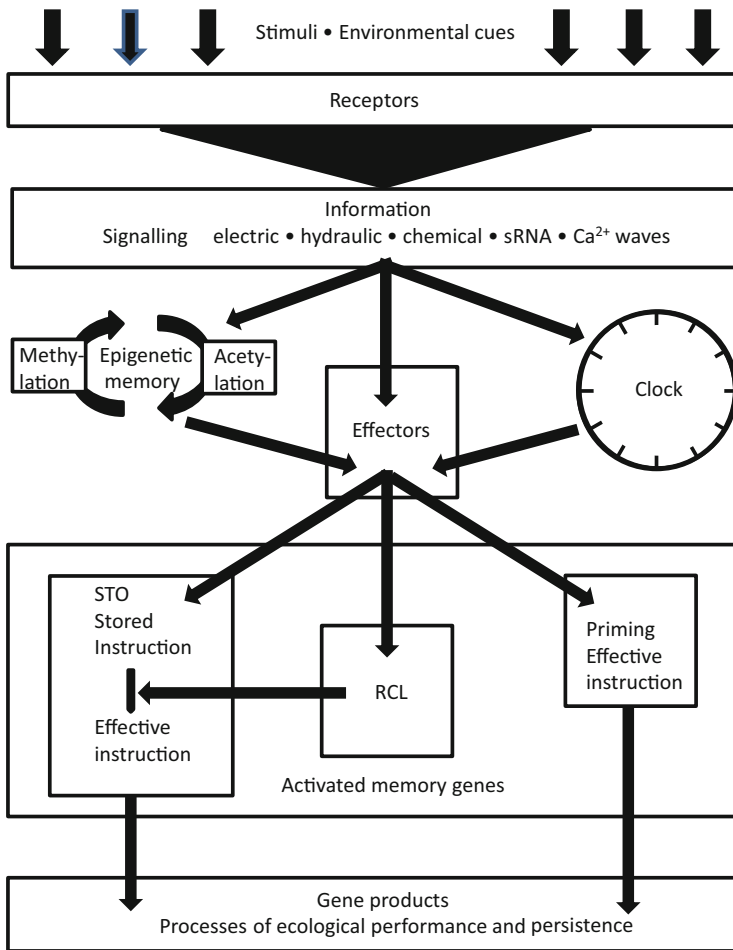 Stimuli • Environmental cues
Receptors
Information
Signalling electric • hydraulic • chemical • sRNA • Ca²⁺ waves
Methy-
lation
Epigenetic
memory
Acety-
lation
Clock
Effectors
STO
Stored
Instruction
Effective
instruction
RCL
Priming
Effective
instruction
Activated memory genes
Gene products
Processes of ecological performance and persistence